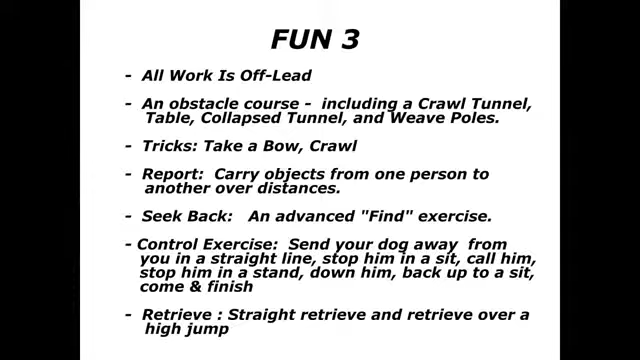 FUN 3
- All Work Is Off-Lead
- An obstacle course - including a Crawl Tunnel,
Table, Collapsed Tunnel, and Weave Poles.
- Tricks: Take a Bow, Crawl
- Report: Carry objects from one person to
another over distances.
- Seek Back: An advanced "Find" exercise.
- Control Exercise: Send your dog away from
you in a straight line, stop him in a sit, call him,
stop him in a stand, down him, back up to a sit,
come & finish
- Retrieve : Straight retrieve and retrieve over a
high jump